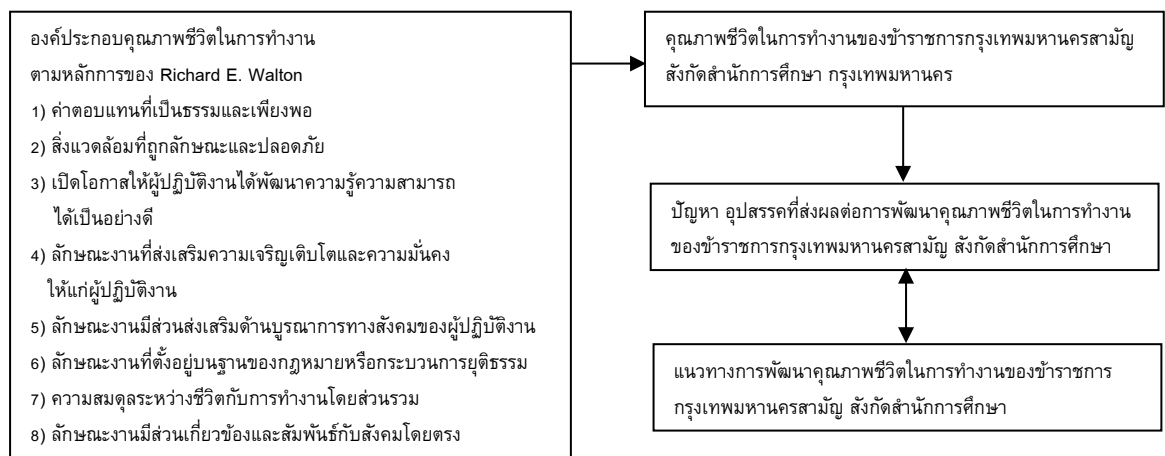 องค์ประกอบคุณภาพชีวิตในการทำงาน
ตามหลักการของ Richard E. Walton
1) ค่าตอบแทนที่เป็นธรรมและเพียงพอ
2) สิ่งแวดล้อมที่ถูกลักษณะและปลอดภัย
3) เปิดโอกาสให้ผู้ปฏิบัติงานได้พัฒนาความรู้ความสามารถ
ได้เป็นอย่างดี
4) ลักษณะงานที่ส่งเสริมความเจริญเติบโตและความมั่นคง
ให้แก่ผู้ปฏิบัติงาน
5) ลักษณะงานมีส่วนส่งเสริมด้านบูรณาการทางสังคมของผู้ปฏิบัติงาน
6) ลักษณะงานที่ตั้งอยู่บนฐานของกฎหมายหรือกระบวนการยุติธรรม
7) ความสมดุลระหว่างชีวิตกับการทำงานโดยส่วนรวม
8) ลักษณะงานมีส่วนเกี่ยวข้องและสัมพันธ์กับสังคมโดยตรง
คุณภาพชีวิตในการทำงานของข้าราชการกรุงเทพมหานครสามัญ
สังกัดสำนักการศึกษา กรุงเทพมหานคร
ปัญหา อุปสรรคที่ส่งผลต่อการพัฒนาคุณภาพชีวิตในการทำงาน
ของข้าราชการกรุงเทพมหานครสามัญ สังกัดสำนักการศึกษา
แนวทางการพัฒนาคุณภาพชีวิตในการทำงานของข้าราชการ
กรุงเทพมหานครสามัญ สังกัดสำนักการศึกษา